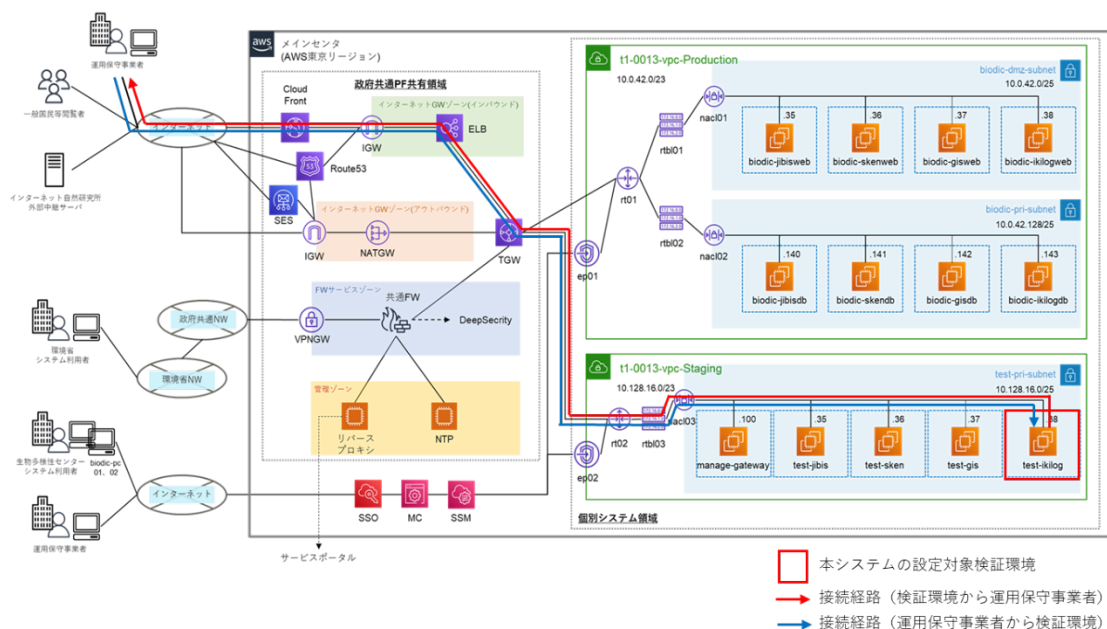 運用保守事業者
一般国民等閲覧者
インターネット自然研究所
外部中継サーバ
インターネット
環境省
システム利用者
政府共通NW
環境省NW
生物多様性センター
システム利用者
biodic-pc
01、02
運用保守事業者
インターネット
aws
メインセンタ
(AWS東京リージョン)
政府共通PF共有領域
Cloud
Front
インターネットGWゾーン(インバウンド)
IGW
ELB
Route53
53
SES
インターネットGWゾーン(アウトバウンド)
IGW
NATGW
TGW
FWサービスゾーン
共通FW
VPNGW
DeepSecrity
管理ゾーン
リバース
プロキシ
NTP
SSO
MC
SSM
サービスポータル
t1-0013-vpc-Production
10.0.42.0/23
biodic-dmz-subnet
10.0.42.0/25
nacl01
rtbl01
.35
.36
.37
.38
biodic-jibisweb
biodic-skenweb
biodic-gisweb
biodic-ikilogweb
rt01
biodic-pri-subnet
10.0.42.128/25
rtbl02
nacl02
ep01
.140
.141
.142
.143
biodic-jibisdb
biodic-skendb
biodic-gisdb
biodic-ikilogdb
t1-0013-vpc-Staging
10.128.16.0/23
test-pri-subnet
10.128.16.0/25
nacl03
rt02
rtbl03
ep02
.100
.35
.36
.37
.38
manage-gateway
test-jibis
test-sken
test-gis
test-ikilog
個別システム領域
本システムの設定対象検証環境
接続経路（検証環境から運用保守事業者）
接続経路（運用保守事業者から検証環境）